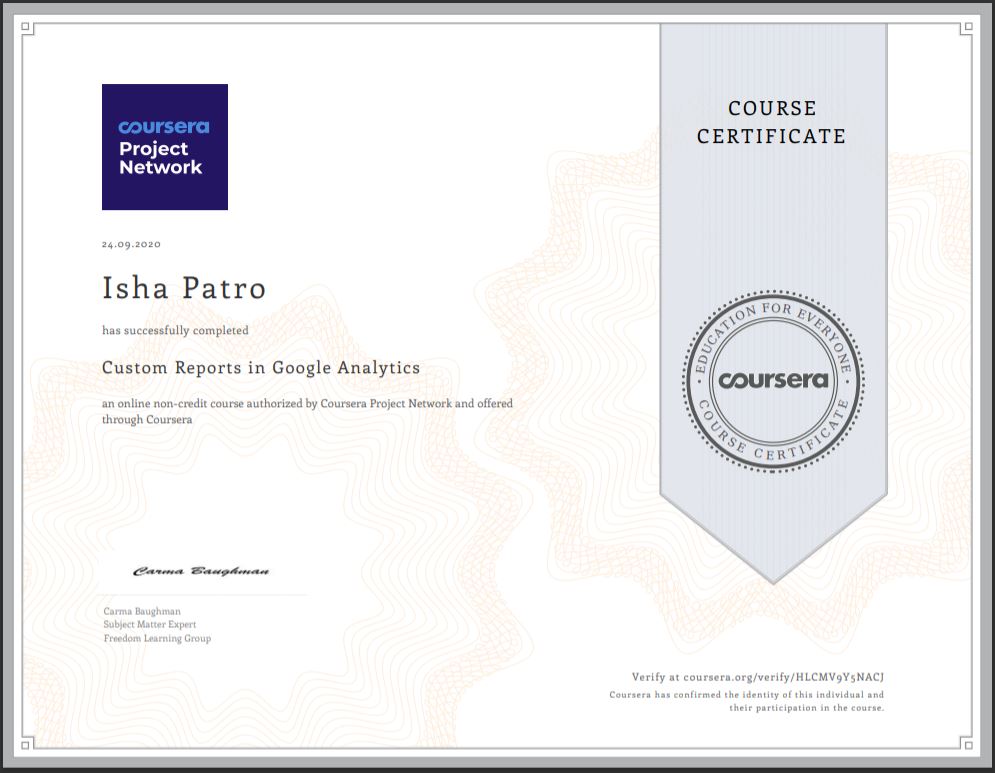 coursera
Project
Network
24.09.2020
Isha Patro
has successfully completed
Custom Reports in Google Analytics
an online non-credit course authorized by Coursera Project Network and offered
through Coursera
Carma Baughman
Carma Baughman
Subject Matter Expert
Freedom Learning Group
COURSE
CERTIFICATE
EDUCATION FOR EVERYONE
coursera
COURSE CERTIFICATE
Verify at coursera.org/verify/HLCMV9Y5NACJ
Coursera has confirmed the identity of this individual and
their participation in the course.